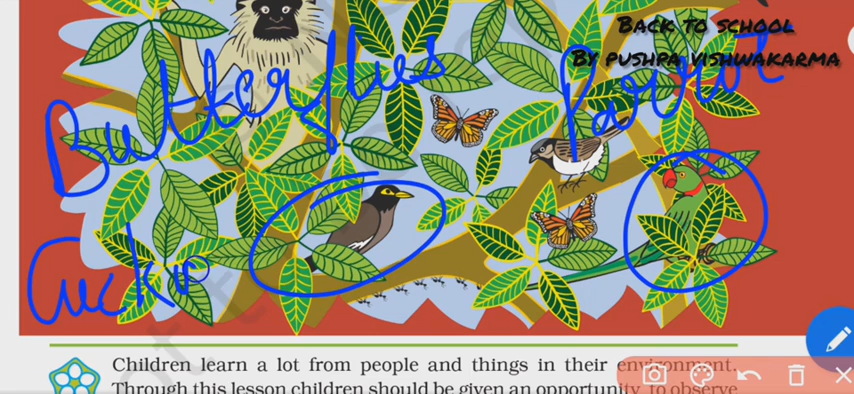 BACK TO SCHOOL
BY PUSHPA VISHWAKARMA
Butterflies
Parrot
Cuckoo
Children learn a lot from people and things in their environment.
Through this lesson children should be given an opportunity to observe